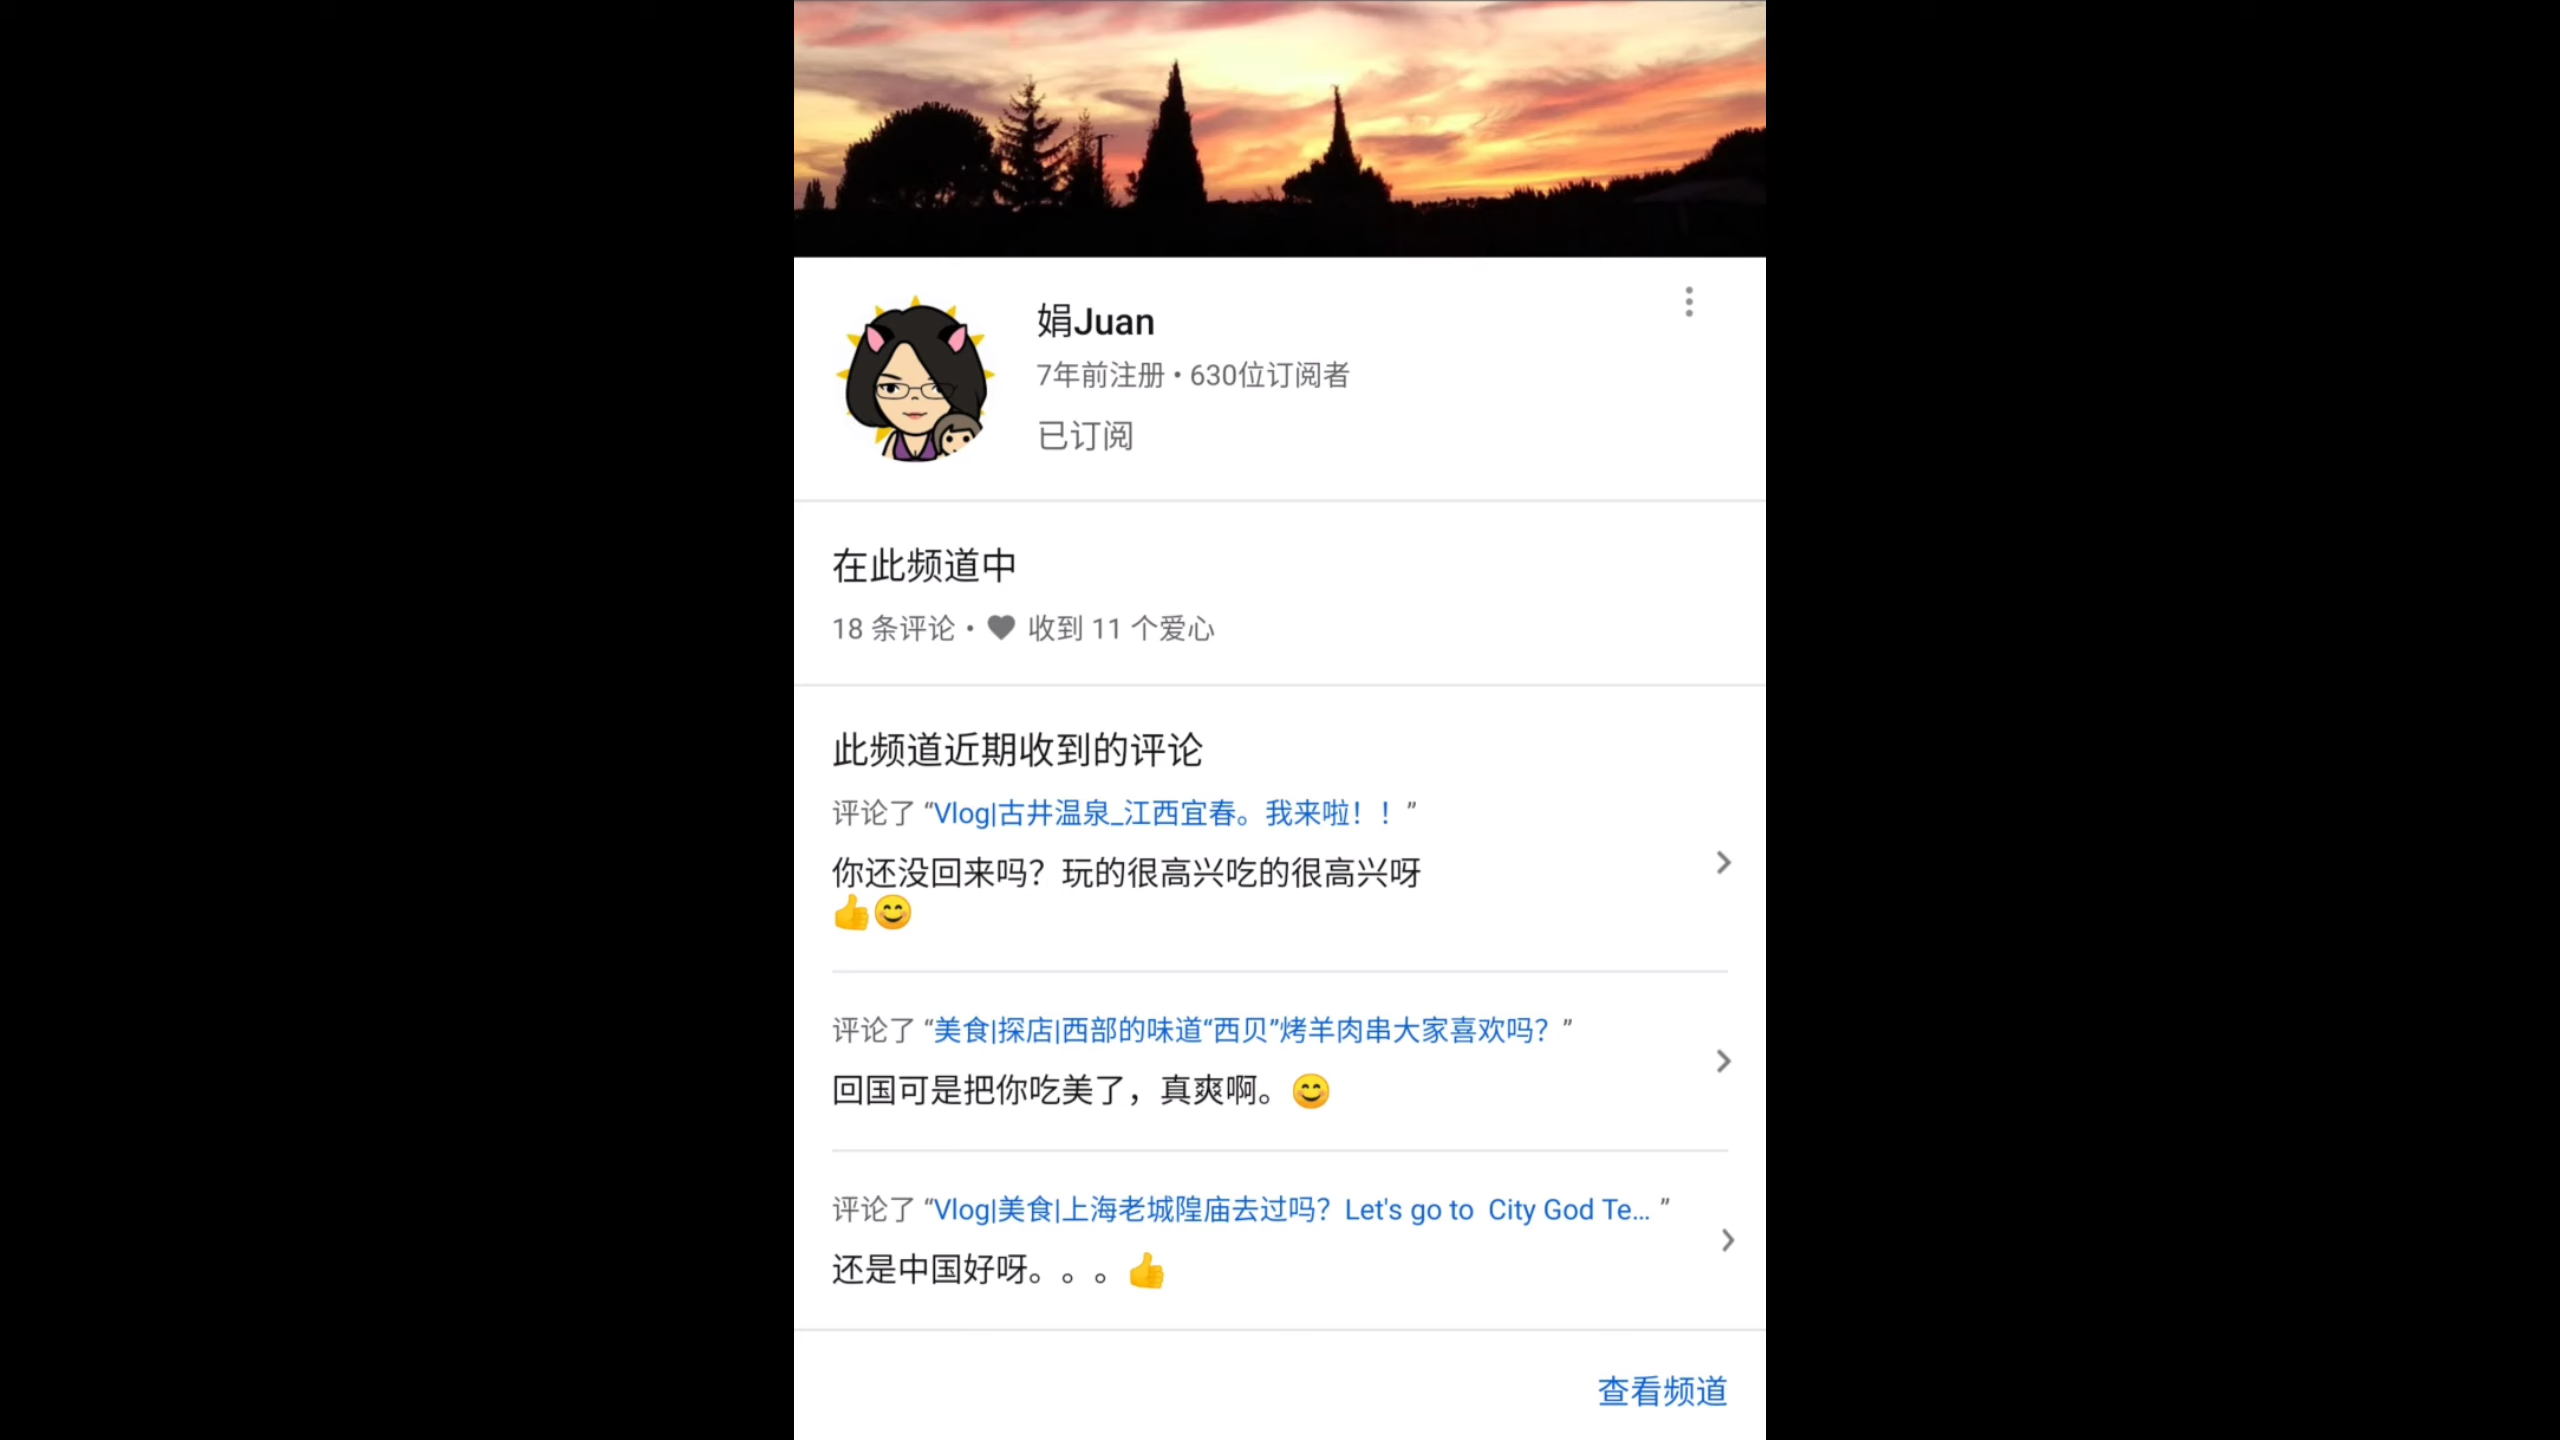 娟Juan
7年前注册 • 630位订阅者
已订阅
在此频道中
18 条评论 • 收到 11 个爱心
此频道近期收到的评论
评论了 “Vlog|古井温泉_江西宜春。我来啦！！”
你还没回来吗？玩的很高兴吃的很高兴呀
👍😊
评论了 “美食|探店|西部的味道“西贝”烤羊肉串大家喜欢吗？”
回国可是把你吃美了，真爽啊。😊
评论了 “Vlog|美食|上海老城隍庙去过吗？Let's go to  City God Te... ”
还是中国好呀。。。👍
查看频道